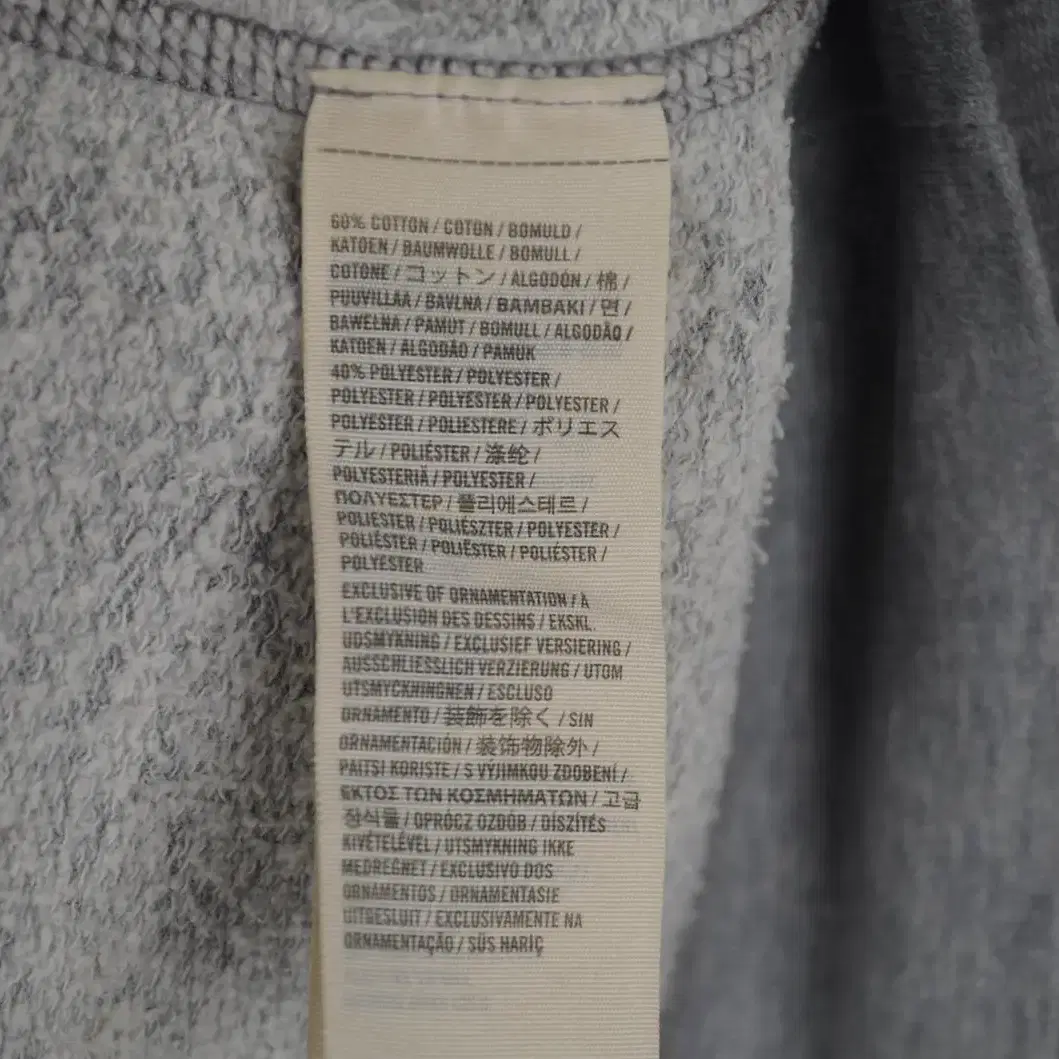 60% COTTON / COTON / BOMULD /
KATOEN / BAUMWOLLE / BOMULL /
COTONE / コットン / ALGODÓN / 棉 /
PUUVILLAA / BAVLNA / BAMBAKI / 면 /
BAWEŁNA / PAMUT / BOMULL / ALGODÃO /
KATOEN / ALGODÃO / PAMUK
40% POLYESTER / POLYESTER /
POLYESTER / POLYESTER / POLYESTER /
POLYESTER / POLIESTERE / ポリエス
テル / POLIÉSTER / 涤纶 /
POLYESTERIÄ / POLYESTER /
ΠΟΛΥΕΣΤΕΡ / 폴리에스테르 /
POLIESTER / POLIÉSZTER / POLYESTER /
POLIÉSTER / POLIËSTER / POLIÉSTER /
POLYESTER
EXCLUSIVE OF ORNAMENTATION / À
L'EXCLUSION DES DESSINS / EKSKL.
UDSMYKNING / EXCLUSIEF VERSIERING /
AUSSCHLIESSLICH VERZIERUNG / UTOM
UTSMYCKNINGNEN / ESCLUSO
ORNAMENTO / 装飾を除く / SIN
ORNAMENTACIÓN / 装饰物除外 /
PAITSI KORISTE / S VÝJIMKOU ZDOBENÍ /
ΕΚΤΟΣ ΤΩΝ ΚΟΣΜΗΜΑΤΩΝ / 고급
장식물 / OPRÓCZ OZDÓB / DÍSZÍTÉS
KIVÉTELÉVEL / UTSMYKNING IKKE
MEDREGNET / EXCLUSIVO DOS
ORNAMENTOS / ORNAMENTASIE
UITGESLUIT / EXCLUSIVAMENTE NA
ORNAMENTAÇÃO / SÜS HARİÇ